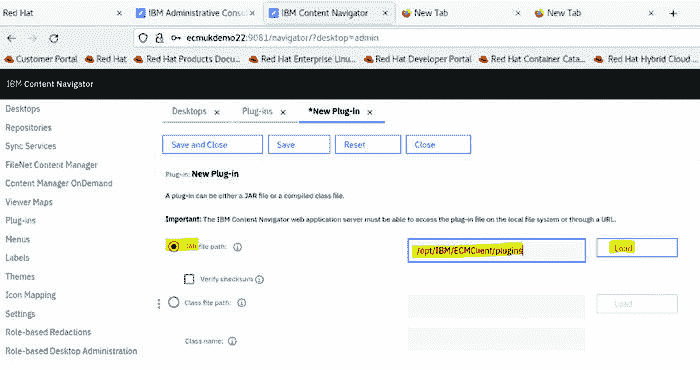 Red Hat
IBM Administrative Conso
IBM Content Navigator
New Tab
New Tab
ecmukdemo22:9081/navigator/?desktop=admin
Customer Portal
Red Hat
Red Hat Products Docu...
Red Hat Enterprise Linu...
Red Hat Developer Portal
Red Hat Container Cata...
Red Hat Hybrid Cloud ...
IBM Content Navigator
Desktops
Repositories
Sync Services
FileNet Content Manager
Content Manager OnDemand
Viewer Maps
Plug-ins
Menus
Labels
Themes
Icon Mapping
Settings
Role-based Redactions
Role-based Desktop Administration
Desktops
Plug-ins
*New Plug-in
Save and Close
Save
Reset
Close
Plug-in: New Plug-in
A plug-in can be either a JAR file or a compiled class file.
Important: The IBM Content Navigator web application server must be able to access the plug-in file on the local file system or through a URL.
JAR file path:
/opt/IBM/ECMClient/plugins
Load
Verify checksum
Class file path:
Load
Class name: